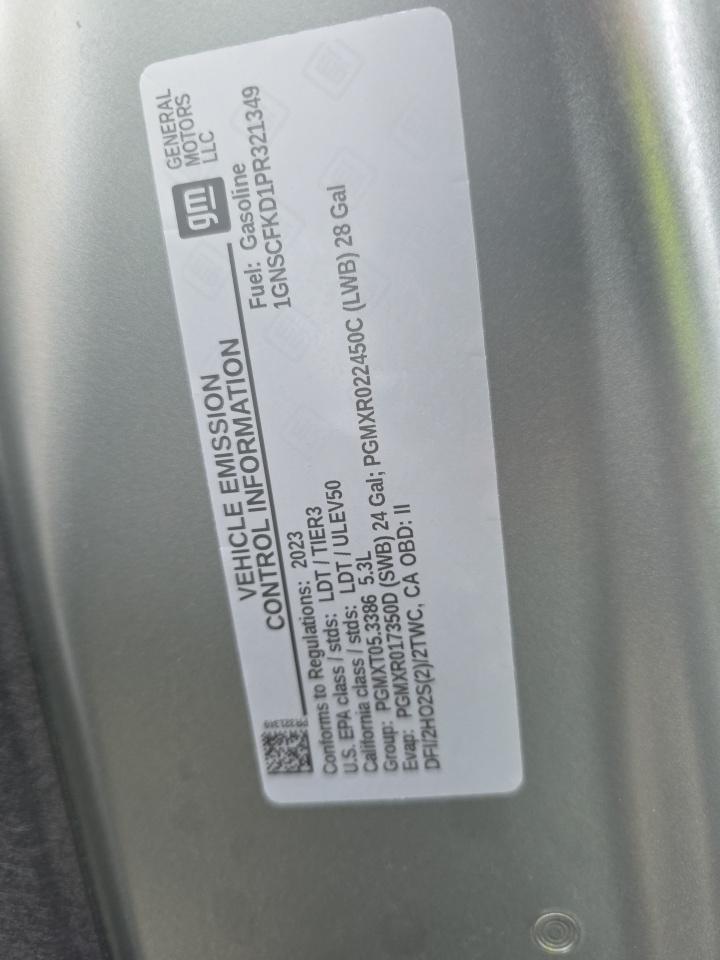 VEHICLE EMISSION
CONTROL INFORMATION
gm
GENERAL
MOTORS
LLC
Fuel: Gasoline
1GNSCFKD1PR321349
Conforms to Regulations: 2023
U.S. EPA class / stds: LDT / TIER3
California class / stds: LDT / ULEV50
Group: PGMXT05.3386 5.3L
Evap: PGMXR017350D (SWB) 24 Gal; PGMXR022450C (LWB) 28 Gal
DFI/2HO2S(2)/2TWC, CA OBD: II